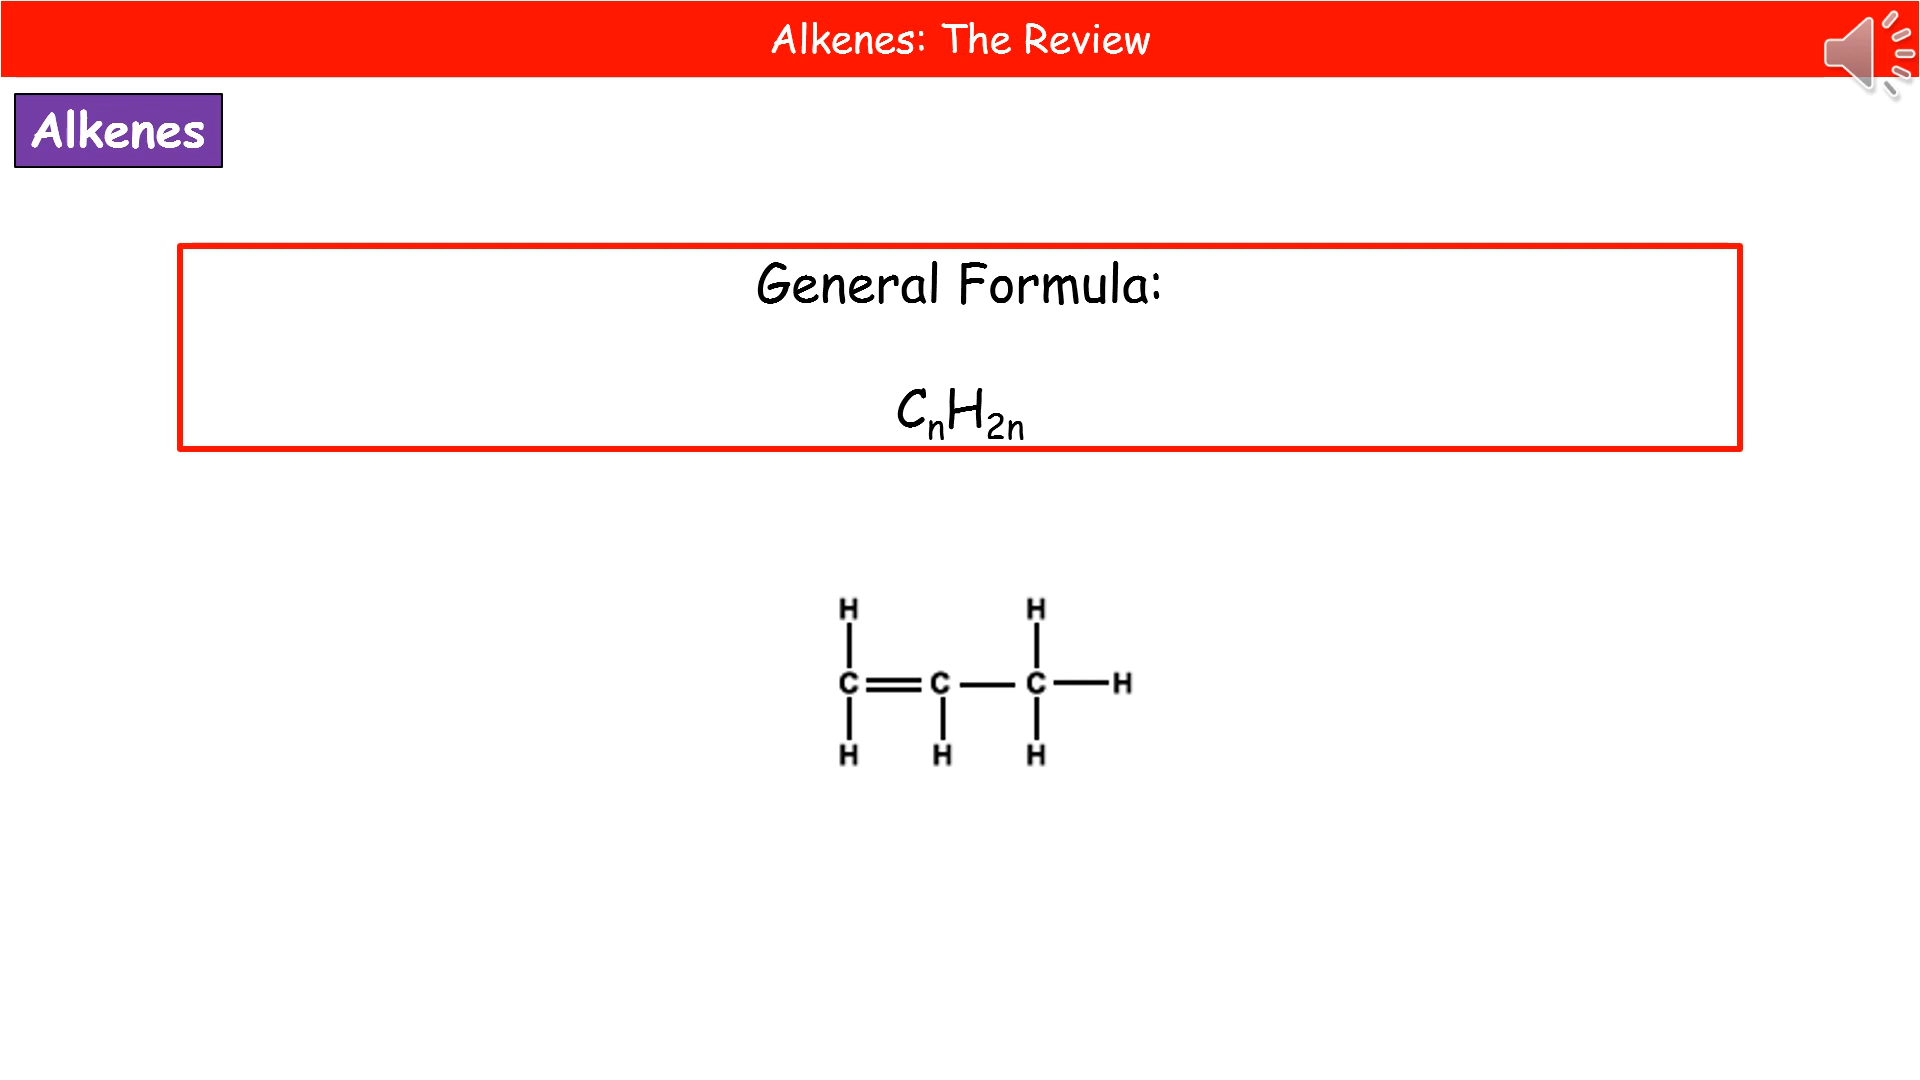 Alkenes: The Review
Alkenes
General Formula:
CₙH₂ₙ
H H
C C C H
H H H